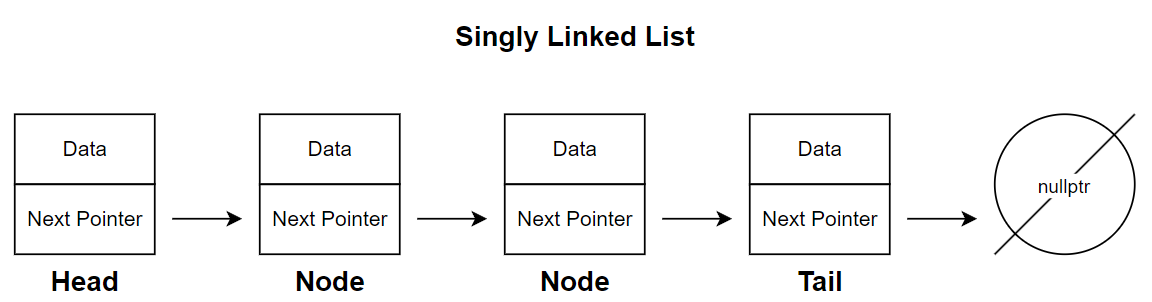 Singly Linked List
Data
Data
Data
Data
nullptr
Next Pointer
Next Pointer
Next Pointer
Next Pointer
Head
Node
Node
Tail